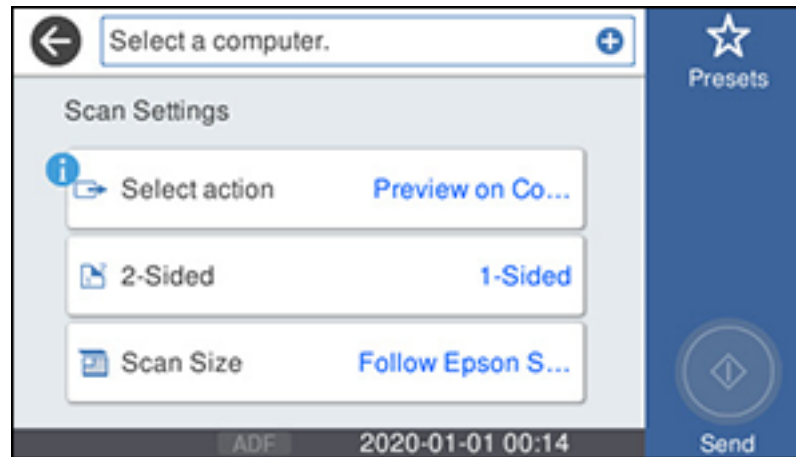 Select a computer.
Presets
Scan Settings
Select action Preview on Co...
2-Sided 1-Sided
Scan Size Follow Epson S...
ADF 2020-01-01 00:14
Send